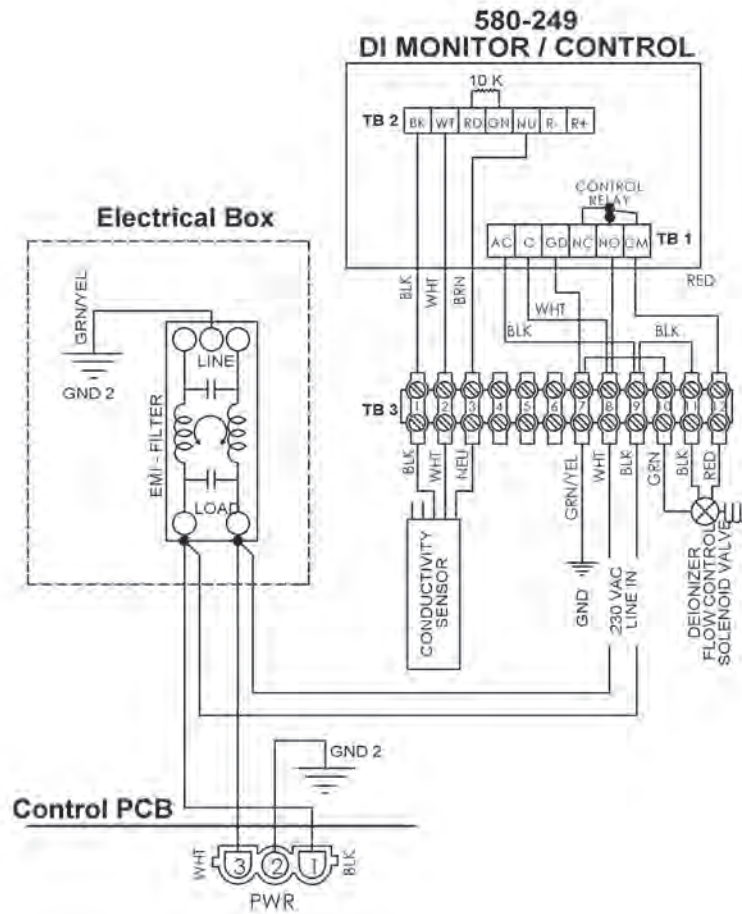 580-249
DI MONITOR / CONTROL
10 K
TB 2
BK WT RD GN NU R- R+
CONTROL
RELAY
AC C GD NC NO CM
TB 1
Electrical Box
GRN/YEL
GND 2
LINE
EMI - FILTER
LOAD
BLK
WHT
BRN
WHT
BLK
BLK
RED
TB 3
1 2 3 4 5 6 7 8 9 10 11 12
BLK
WHT
NEU
GRN/YEL
WHT
BLK
GRN
BLK
RED
CONDUCTIVITY
SENSOR
GND
230 VAC
LINE IN
DEIONIZER
FLOW CONTROL
SOLENOID VALVE
GND 2
Control PCB
WHT
3 2 1
BLK
PWR